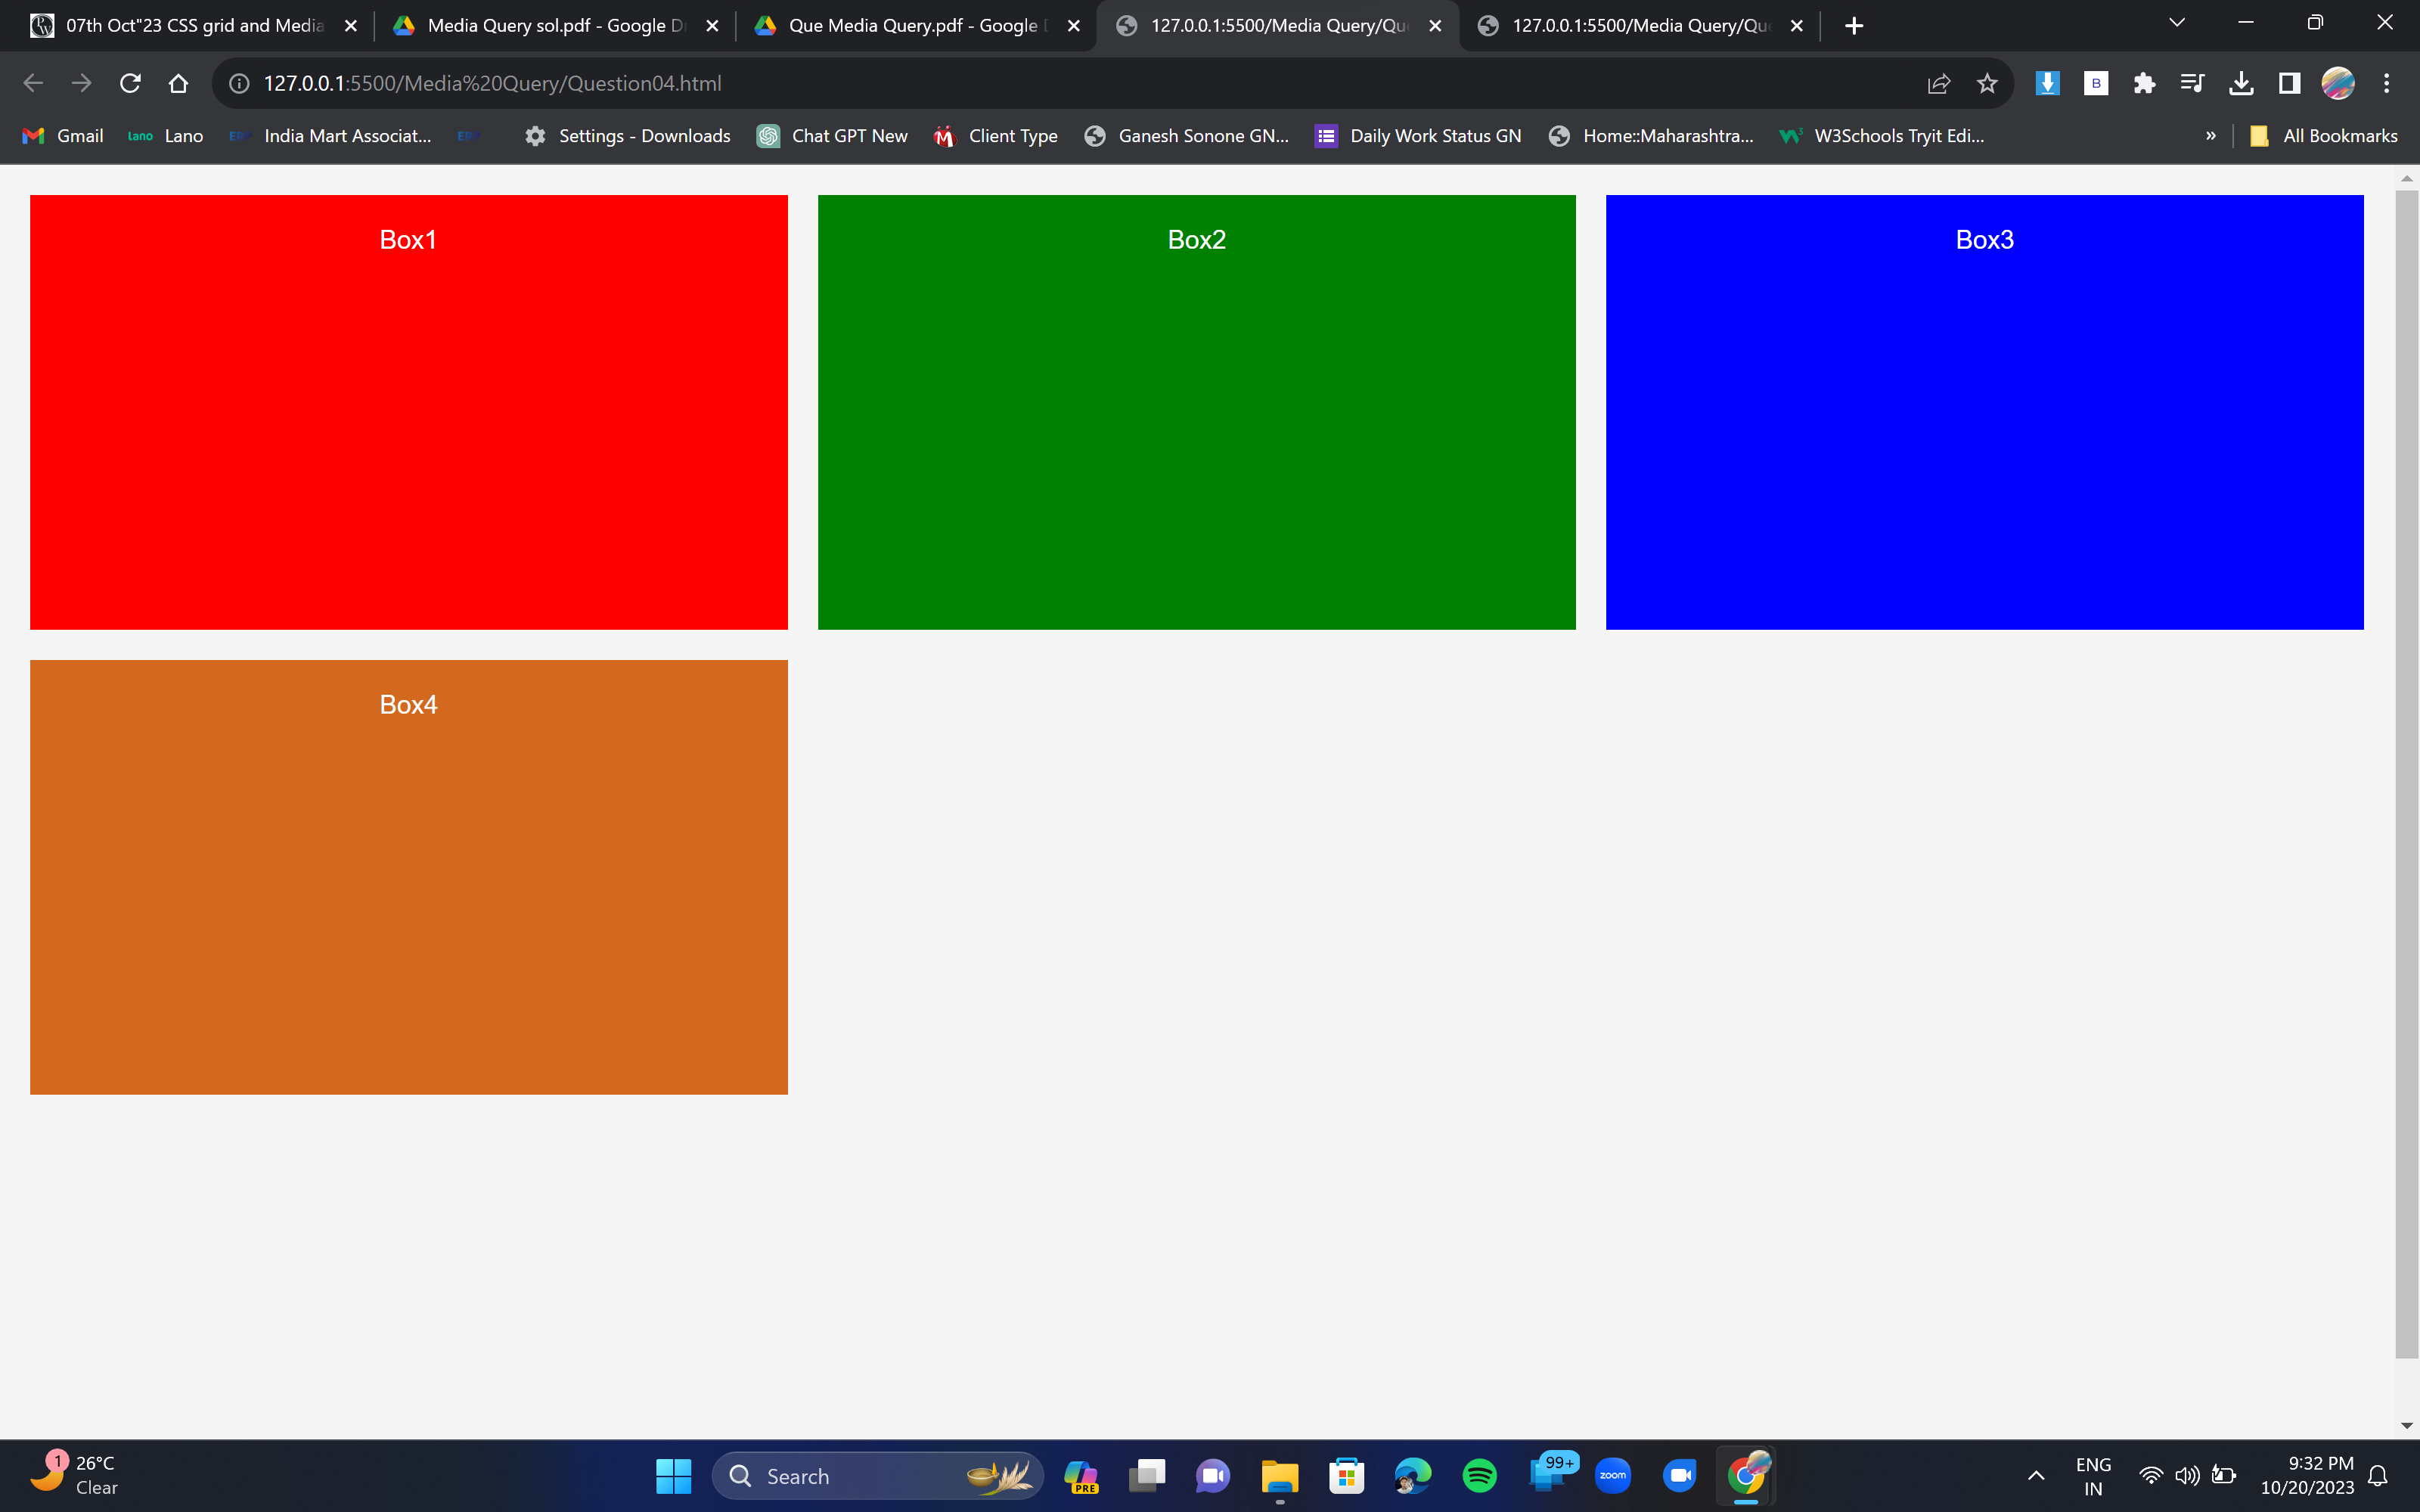 07th Oct"23 CSS grid and Media
Media Query sol.pdf - Google D
Que Media Query.pdf - Google
127.0.0.1:5500/Media Query/Qu
127.0.0.1:5500/Media Query/Qu
127.0.0.1:5500/Media%20Query/Question04.html
B
Gmail
lano Lano
India Mart Associat...
Settings - Downloads
Chat GPT New
Client Type
Ganesh Sonone GN...
Daily Work Status GN
Home::Maharashtra...
W3Schools Tryit Edi...
»
All Bookmarks
Box1
Box2
Box3
Box4
1
26°C
Clear
Search
PRE
99+
zoom
ENG
IN
9:32 PM
10/20/2023